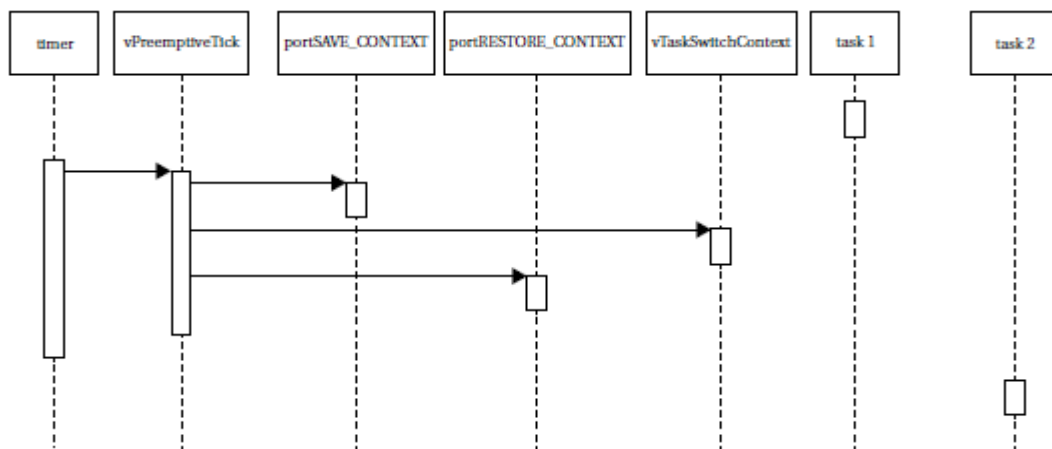 timer
vPreemptiveTick
portSAVE_CONTEXT
portRESTORE_CONTEXT
vTaskSwitchContext
task 1
task 2